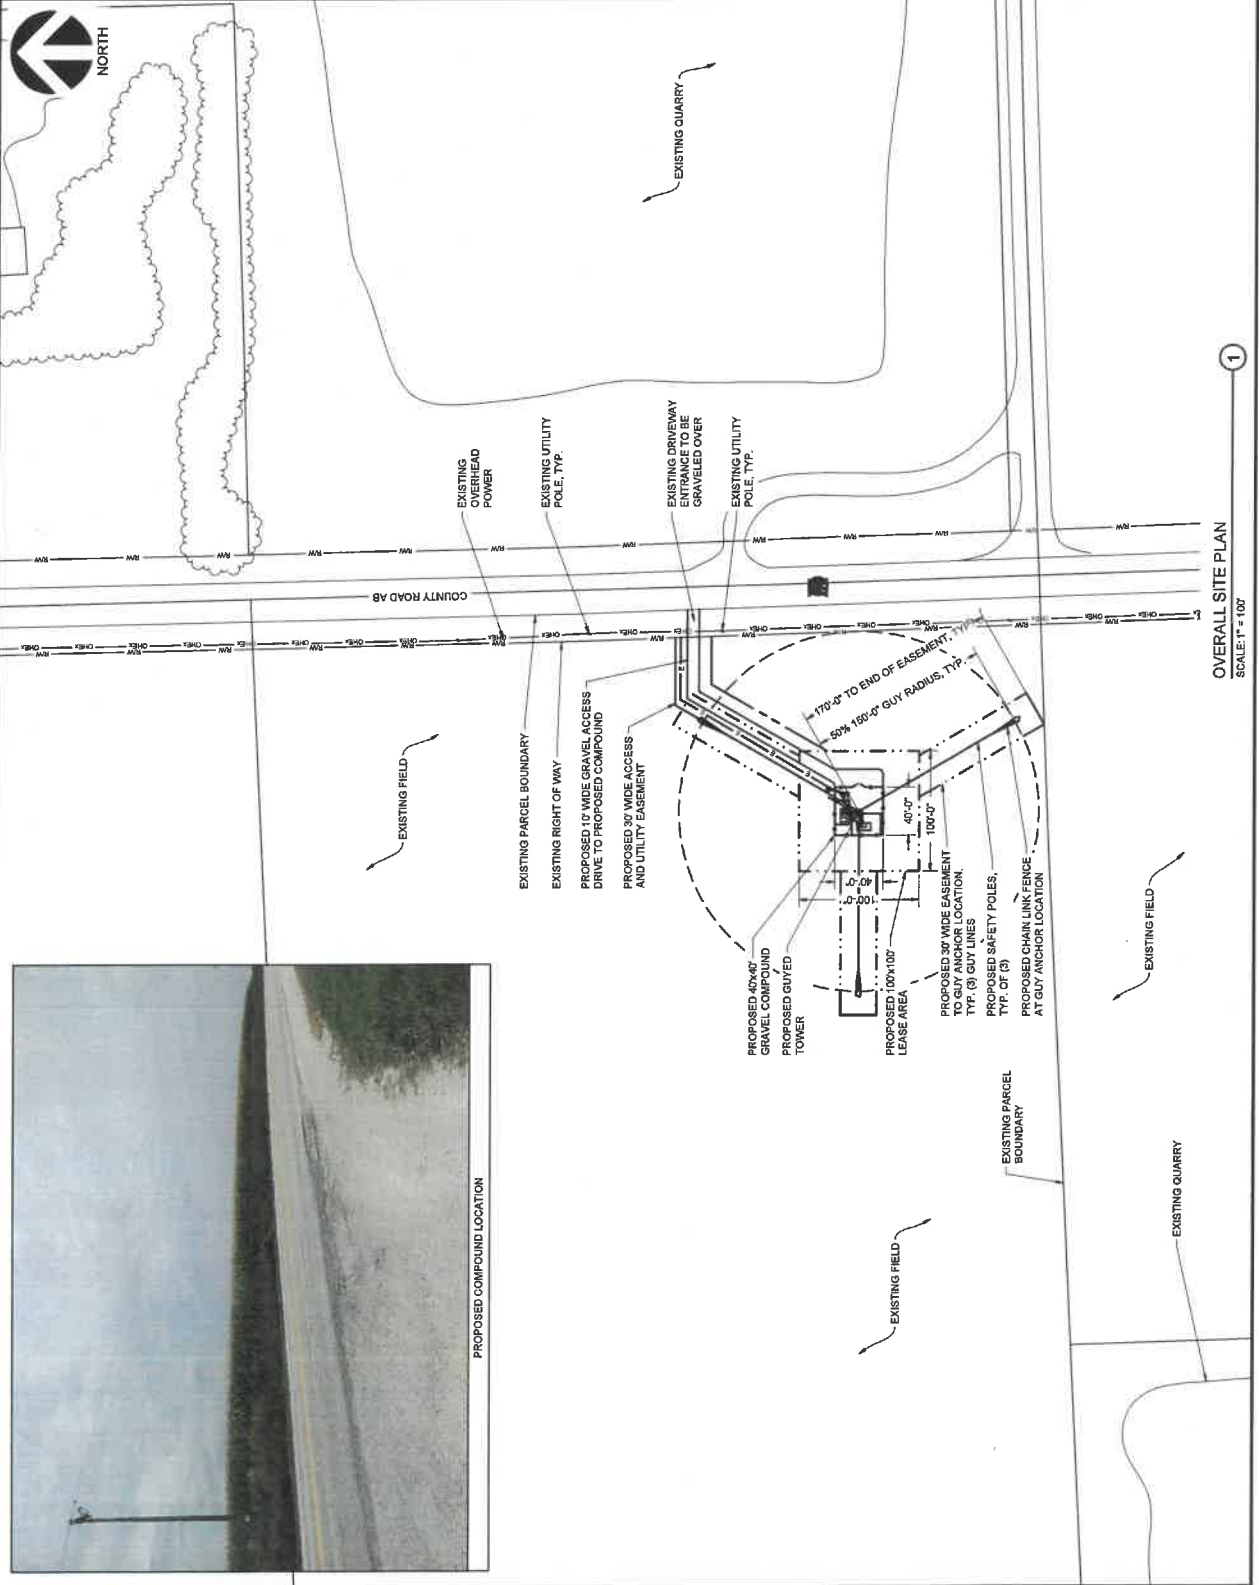 NORTH
EXISTING QUARRY
EXISTING
OVERHEAD
POWER
EXISTING UTILITY
POLE, TYP.
EXISTING DRIVEWAY
ENTRANCE TO BE
GRAVELED OVER
EXISTING UTILITY
POLE, TYP.
COUNTY ROAD AB
R/W
OHEx
EXISTING FIELD
EXISTING PARCEL BOUNDARY
EXISTING RIGHT OF WAY
PROPOSED 10' WIDE GRAVEL ACCESS
DRIVE TO PROPOSED COMPOUND
PROPOSED 30' WIDE ACCESS
AND UTILITY EASEMENT
170'-0" TO END OF EASEMENT, TYP.
50% 150'-0" GUY RADIUS, TYP.
40'-0"
100'-0"
40'-0"
100'-0"
PROPOSED 40'x40'
GRAVEL COMPOUND
PROPOSED GUYED
TOWER
PROPOSED 100'x100'
LEASE AREA
PROPOSED 30' WIDE EASEMENT
TO GUY ANCHOR LOCATION,
TYP. (3) GUY LINES
PROPOSED SAFETY POLES,
TYP. OF (3)
PROPOSED CHAIN LINK FENCE
AT GUY ANCHOR LOCATION
EXISTING FIELD
EXISTING PARCEL
BOUNDARY
EXISTING FIELD
EXISTING QUARRY
PROPOSED COMPOUND LOCATION
OVERALL SITE PLAN
SCALE: 1" = 100'
1